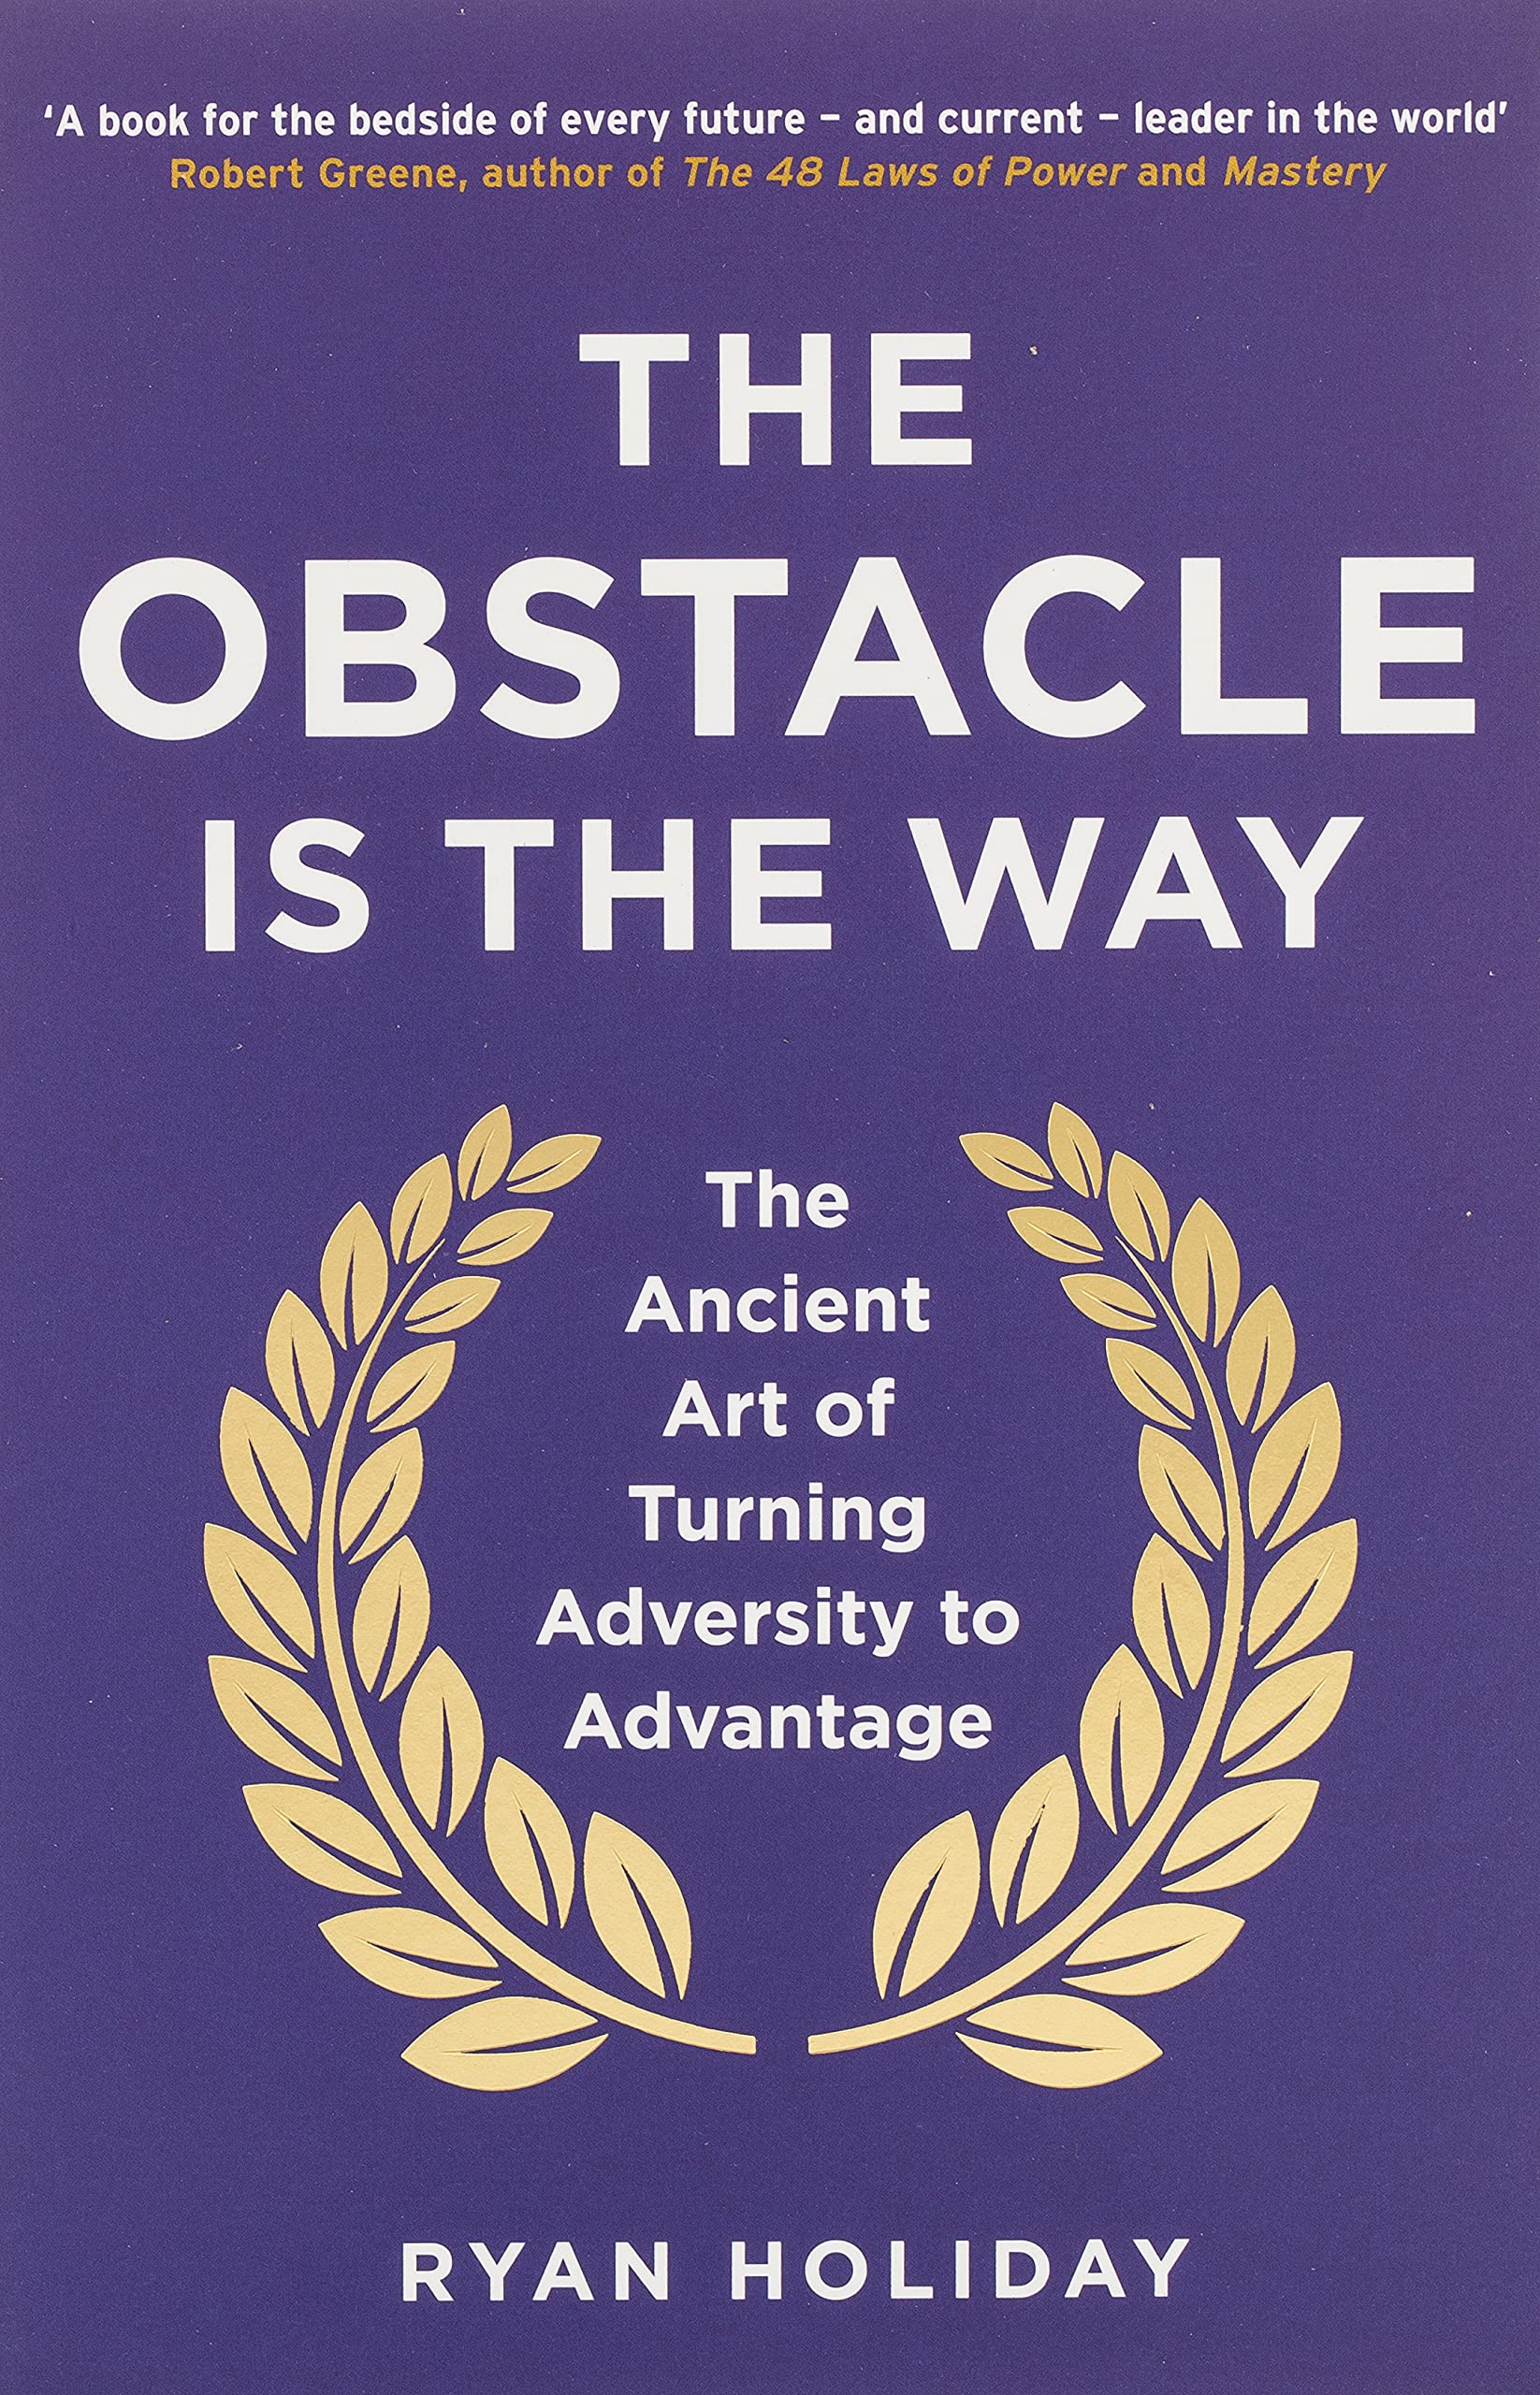 ‘A book for the bedside of every future – and current – leader in the world’
Robert Greene, author of The 48 Laws of Power and Mastery
THE
OBSTACLE
IS THE WAY
The
Ancient
Art of
Turning
Adversity to
Advantage
RYAN HOLIDAY